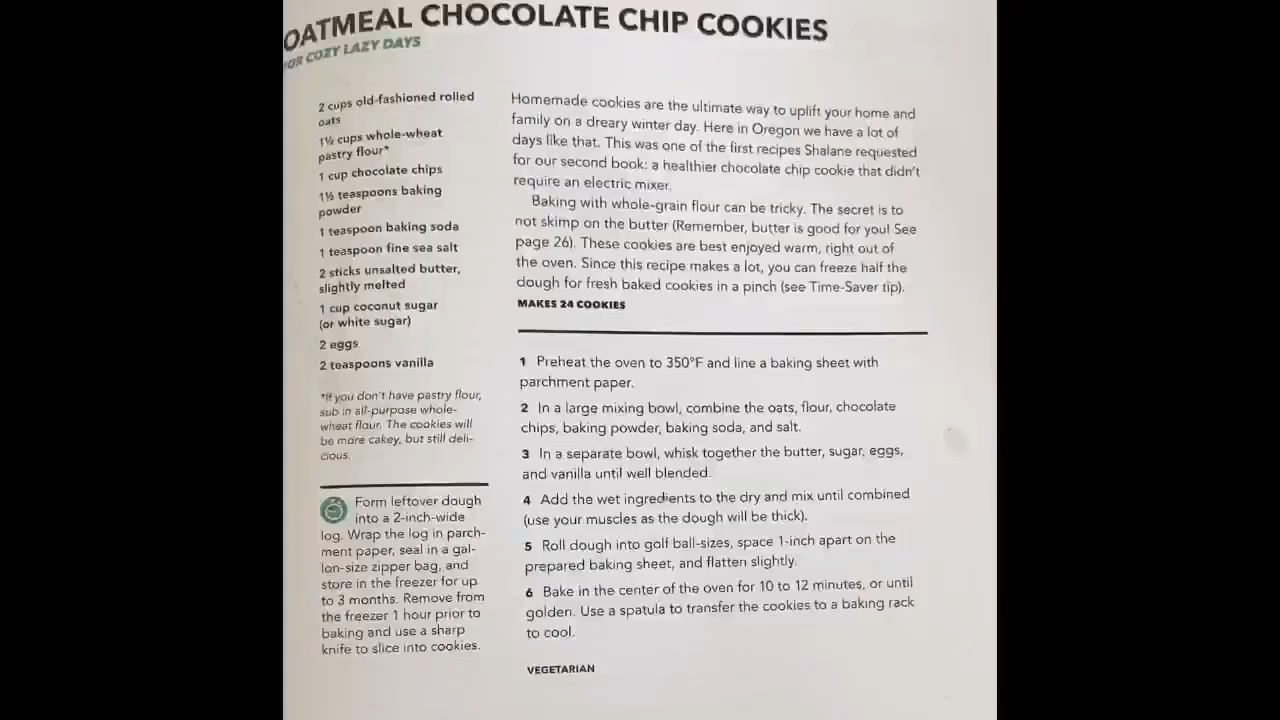 OATMEAL CHOCOLATE CHIP COOKIES
FOR COZY LAZY DAYS
2 cups old-fashioned rolled
oats
1½ cups whole-wheat
pastry flour*
1 cup chocolate chips
1½ teaspoons baking
powder
1 teaspoon baking soda
1 teaspoon fine sea salt
2 sticks unsalted butter,
slightly melted
1 cup coconut sugar
(or white sugar)
2 eggs
2 teaspoons vanilla
*If you don't have pastry flour,
sub in all-purpose whole-
wheat flour. The cookies will
be more cakey, but still deli-
cious.
Form leftover dough
into a 2-inch-wide
log. Wrap the log in parch-
ment paper, seal in a gal-
lon-size zipper bag, and
store in the freezer for up
to 3 months. Remove from
the freezer 1 hour prior to
baking and use a sharp
knife to slice into cookies.
Homemade cookies are the ultimate way to uplift your home and
family on a dreary winter day. Here in Oregon we have a lot of
days like that. This was one of the first recipes Shalane requested
for our second book: a healthier chocolate chip cookie that didn't
require an electric mixer.
Baking with whole-grain flour can be tricky. The secret is to
not skimp on the butter (Remember, butter is good for you! See
page 26). These cookies are best enjoyed warm, right out of
the oven. Since this recipe makes a lot, you can freeze half the
dough for fresh baked cookies in a pinch (see Time-Saver tip).
MAKES 24 COOKIES
1 Preheat the oven to 350°F and line a baking sheet with
parchment paper.
2 In a large mixing bowl, combine the oats, flour, chocolate
chips, baking powder, baking soda, and salt.
3 In a separate bowl, whisk together the butter, sugar, eggs,
and vanilla until well blended.
4 Add the wet ingredients to the dry and mix until combined
(use your muscles as the dough will be thick).
5 Roll dough into golf ball-sizes, space 1-inch apart on the
prepared baking sheet, and flatten slightly.
6 Bake in the center of the oven for 10 to 12 minutes, or until
golden. Use a spatula to transfer the cookies to a baking rack
to cool.
VEGETARIAN